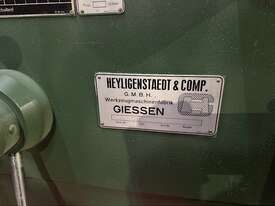 HEYLIGENSTAEDT & COMP.
G.M.B.H.
Werkzeugmaschinenfabrik
GIESSEN